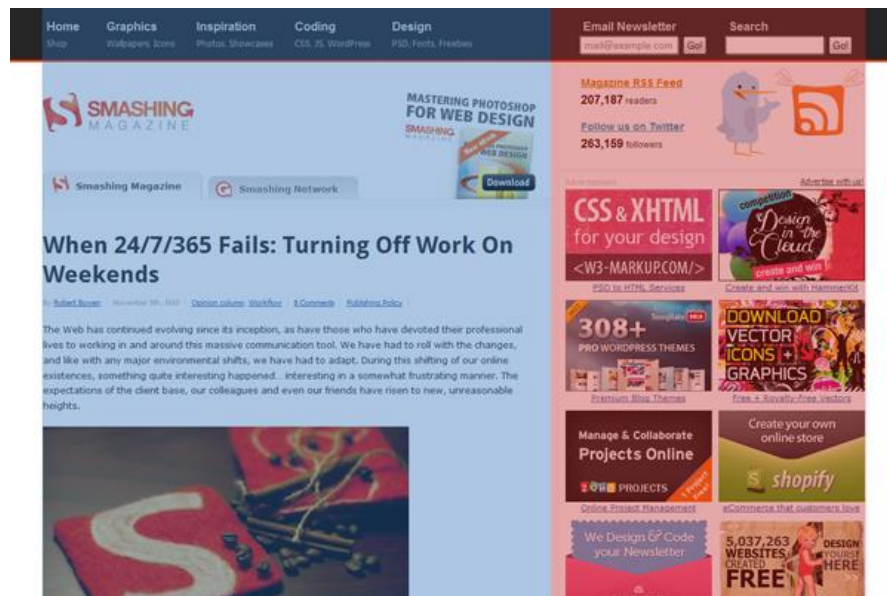 Home Graphics Inspiration Coding Design
Shop Wallpapers, Icons Photos, Showcases CSS, JS, WordPress PSD, Fonts, Freebies
Email Newsletter Search
mail@example.com Go! Go!
SMASHING
MAGAZINE
MASTERING PHOTOSHOP
FOR WEB DESIGN
SMASHING
WEB DESIGN
Download
Smashing Magazine Smashing Network
Magazine RSS Feed
207,187 readers
Follow us on Twitter
263,159 followers
When 24/7/365 Fails: Turning Off Work On
Weekends
By Robert Bowen November 5th, 2010 Opinion column, Workflow 8 Comments Publishing Policy
The Web has continued evolving since its inception, as have those who have devoted their professional
lives to working in and around this massive communication tool. We have had to roll with the changes,
and like with any major environmental shifts, we have had to adapt. During this shifting of our online
existences, something quite interesting happened… interesting in a somewhat frustrating manner. The
expectations of the client base, our colleagues and even our friends have risen to new, unreasonable
heights.
S
Advertisement Advertise with us!
CSS & XHTML
for your design
<W3-MARKUP.COM/>
PSD to HTML Services
competition
Design
in the
Cloud
create and win !
Create and win with HammerKit
Template
308+
PRO WORDPRESS THEMES
Premium Blog Themes
DOWNLOAD
VECTOR
ICONS +
GRAPHICS
Free + Royalty-Free Vectors
Manage & Collaborate
Projects Online
ZOHO PROJECTS
1 Project Free!
Online Project Management
Create your own
online store
shopify
eCommerce that customers love
We Design & Code
your Newsletter
5,037,263
WEBSITES
CREATED
FREE
DESIGN
YOURS
HERE